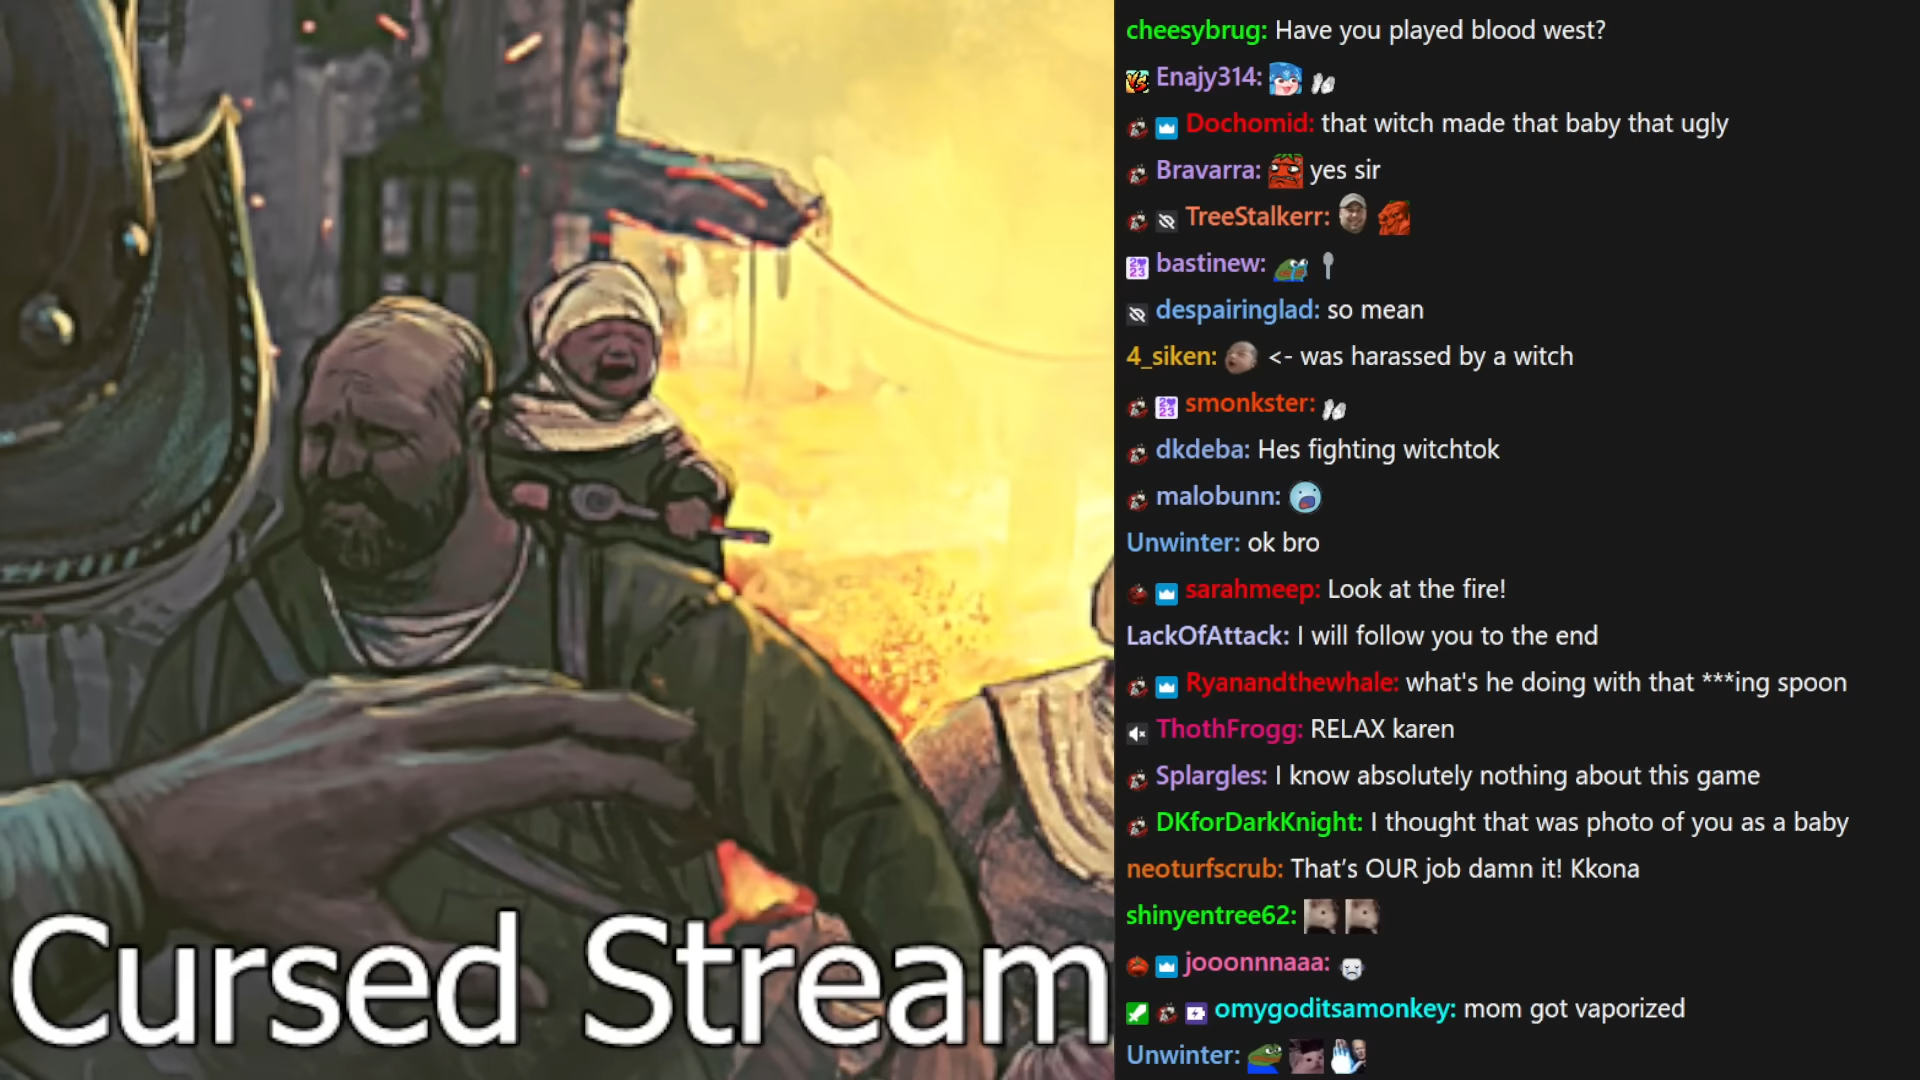 cheesybrug: Have you played blood west?
Enajy314:
Dochomid: that witch made that baby that ugly
Bravarra: yes sir
TreeStalkerr:
bastinew:
despairinglad: so mean
4_siken: <- was harassed by a witch
smonkster:
dkdeba: Hes fighting witchtok
malobunn:
Unwinter: ok bro
sarahmeep: Look at the fire!
LackOfAttack: I will follow you to the end
Ryanandthewhale: what's he doing with that ***ing spoon
ThothFrogg: RELAX karen
Splargles: I know absolutely nothing about this game
DKforDarkKnight: I thought that was photo of you as a baby
neoturfscrub: That’s OUR job damn it! Kkona
shinyentree62:
jooonnnaaa:
omygoditsamonkey: mom got vaporized
Unwinter:
Cursed Stream